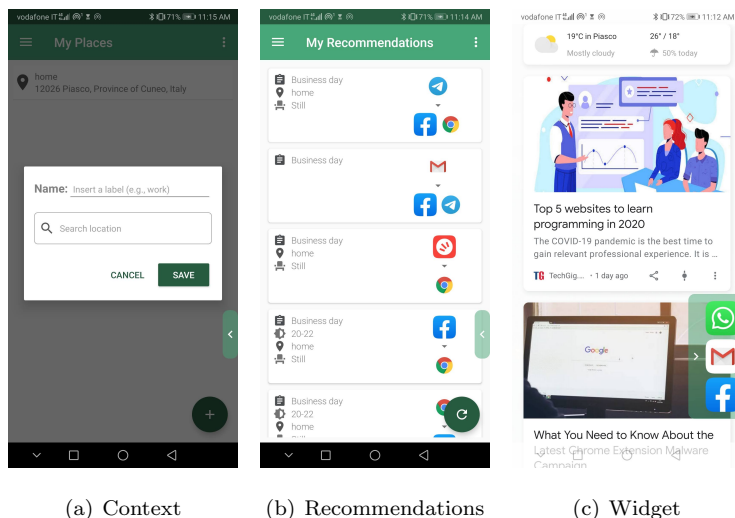 vodafone IT 71% 11:15 AM
My Places
home
12026 Piasco, Province of Cuneo, Italy
Name: Insert a label (e.g., work)
Search location
CANCEL SAVE
(a) Context
vodafone IT 71% 11:14 AM
My Recommendations
Business day
home
Still
Business day
Business day
home
Still
Business day
20-22
home
Still
Business day
20-22
home
(b) Recommendations
vodafone IT 72% 11:12 AM
19°C in Piasco 26° / 18°
Mostly cloudy 50% today
Top 5 websites to learn
programming in 2020
The COVID-19 pandemic is the best time to
gain relevant professional experience. It is …
TG TechGig... • 1 day ago
Google
What You Need to Know About the
Latest Chrome Extension Malware
Campaign
(c) Widget